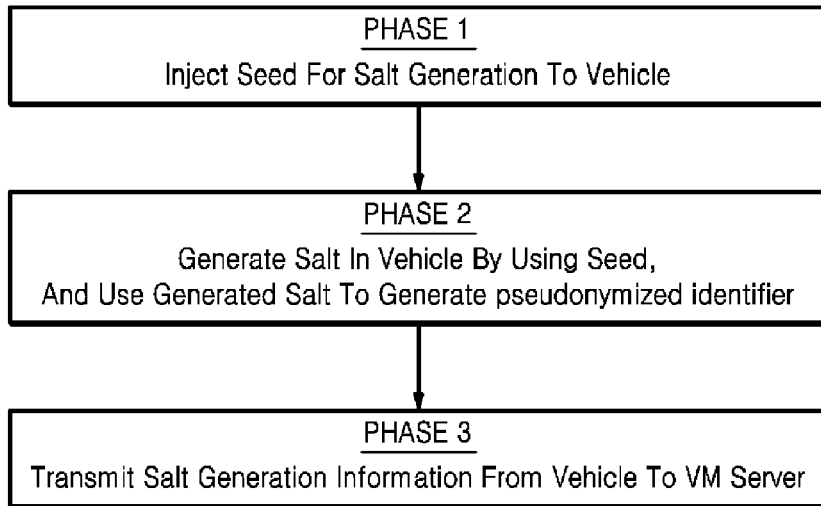 PHASE 1
Inject Seed For Salt Generation To Vehicle
PHASE 2
Generate Salt In Vehicle By Using Seed,
And Use Generated Salt To Generate pseudonymized identifier
PHASE 3
Transmit Salt Generation Information From Vehicle To VM Server